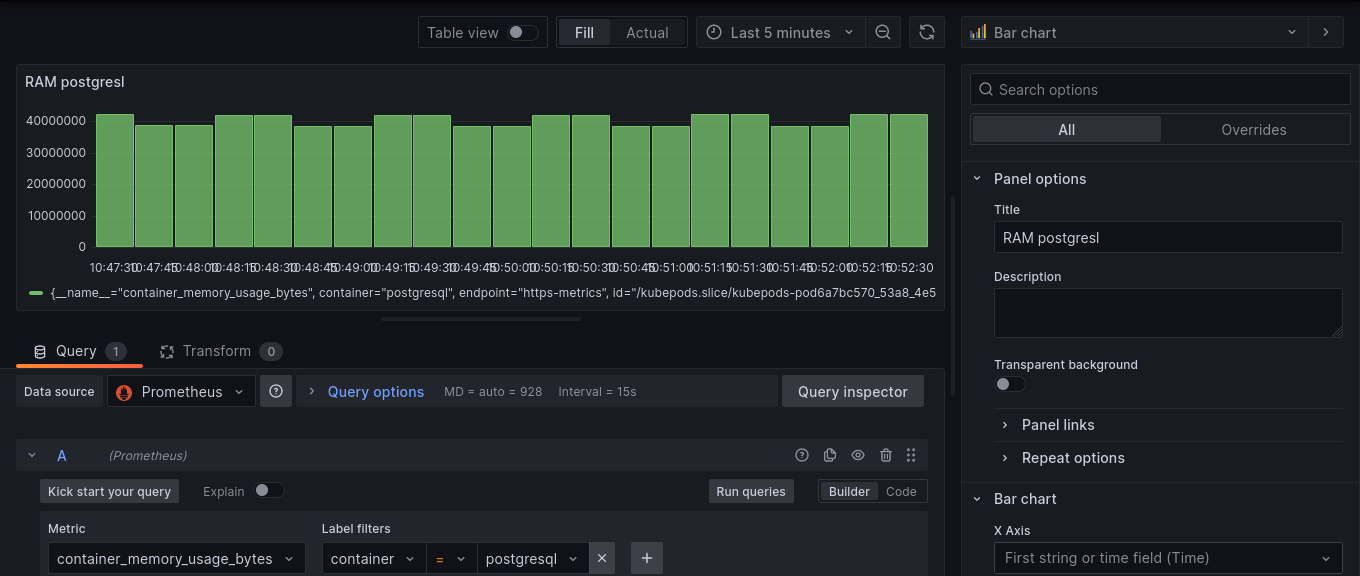 Table view Fill Actual Last 5 minutes Bar chart
RAM postgresl
40000000
30000000
20000000
10000000
0
10:47:30 10:47:45 10:48:00 10:48:15 10:48:30 10:48:45 10:49:00 10:49:15 10:49:30 10:49:45 10:50:00 10:50:15 10:50:30 10:50:45 10:51:00 10:51:15 10:51:30 10:51:45 10:52:00 10:52:15 10:52:30
{__name__="container_memory_usage_bytes", container="postgresql", endpoint="https-metrics", id="/kubepods.slice/kubepods-pod6a7bc570_53a8_4e5
Query 1 Transform 0
Data source Prometheus Query options MD = auto = 928 Interval = 15s Query inspector
A (Prometheus)
Kick start your query Explain Run queries Builder Code
Metric Label filters
container_memory_usage_bytes container = postgresql
Search options
All Overrides
Panel options
Title
RAM postgresl
Description
Transparent background
Panel links
Repeat options
Bar chart
X Axis
First string or time field (Time)